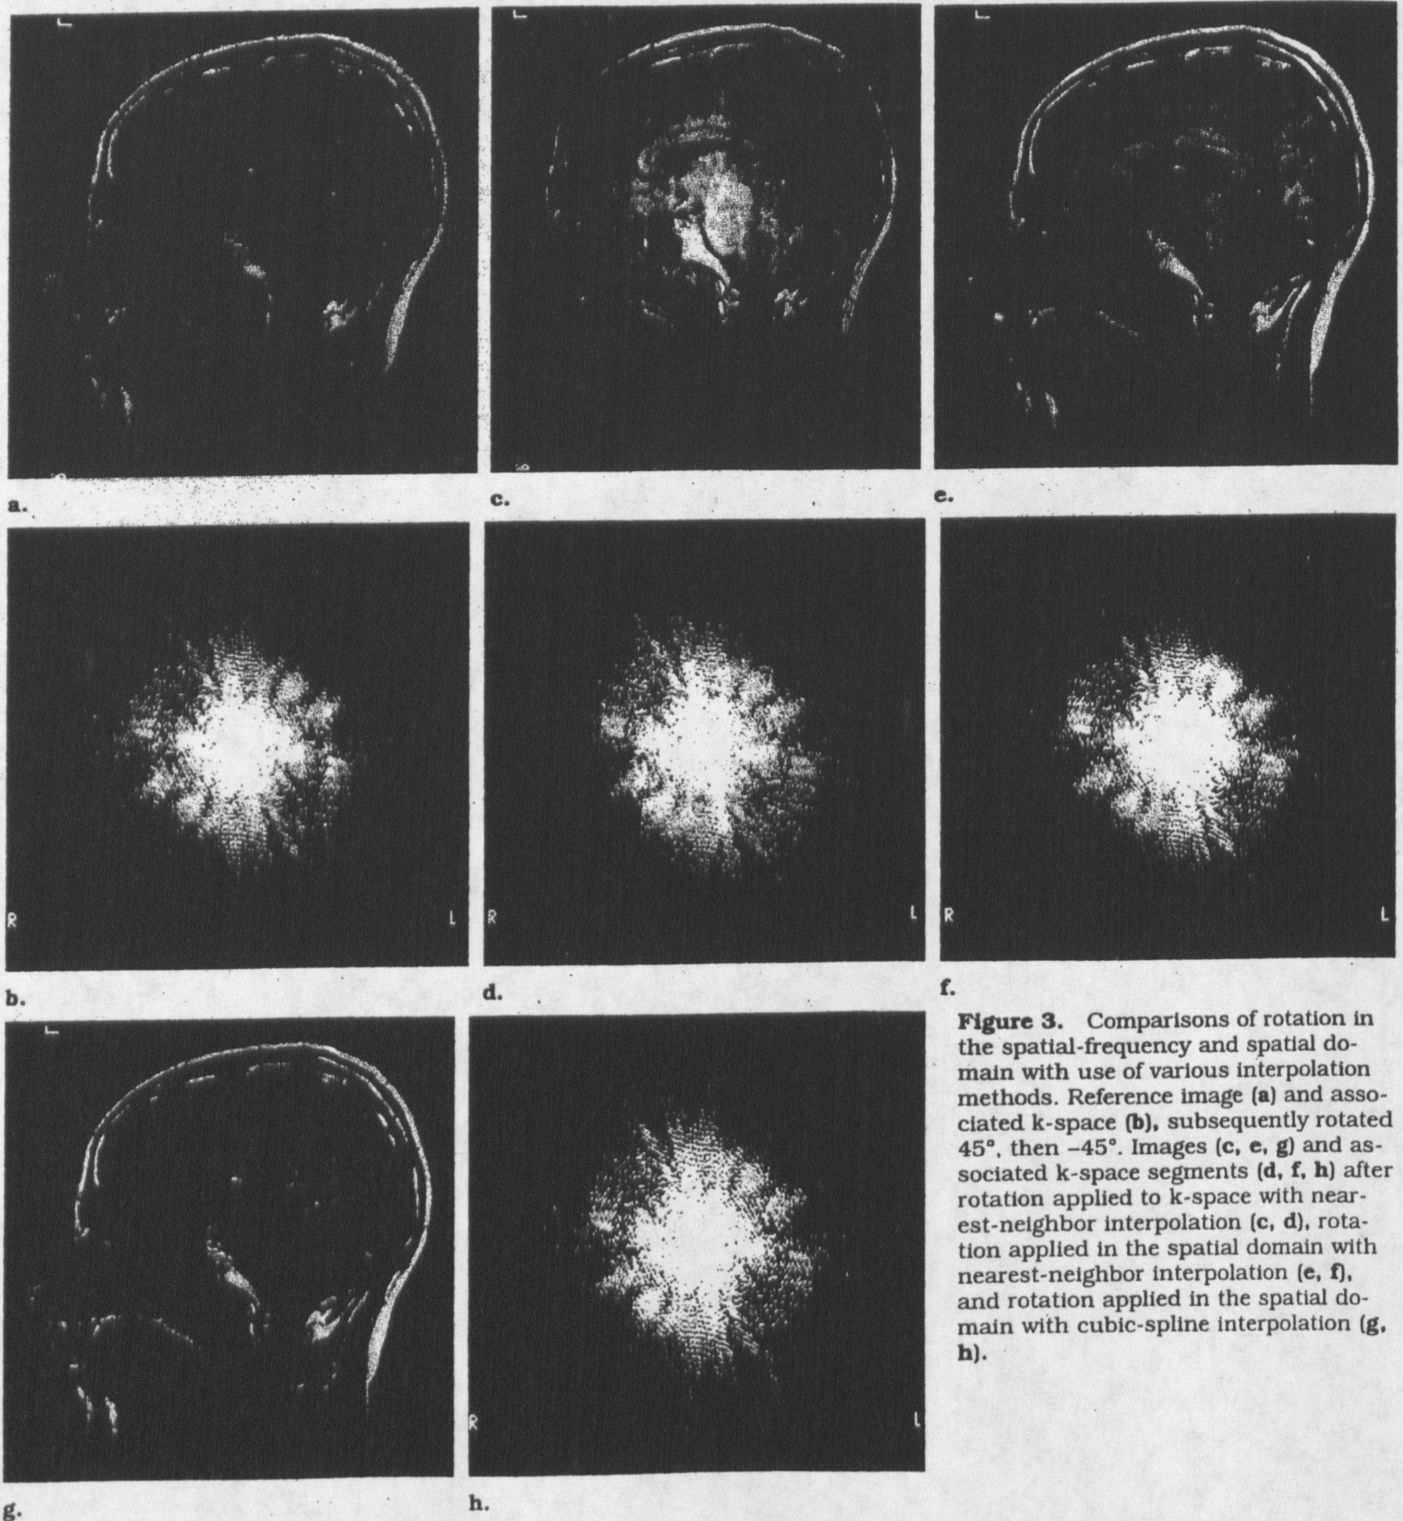 a.
c.
e.
R
L
R
L
R
L
b.
d.
f.
Figure 3. Comparisons of rotation in
the spatial-frequency and spatial do-
main with use of various interpolation
methods. Reference image (a) and asso-
ciated k-space (b), subsequently rotated
45°, then –45°. Images (c, e, g) and as-
sociated k-space segments (d, f, h) after
rotation applied to k-space with near-
est-neighbor interpolation (c, d), rota-
tion applied in the spatial domain with
nearest-neighbor interpolation (e, f),
and rotation applied in the spatial do-
main with cubic-spline interpolation (g,
h).
R
L
g.
h.